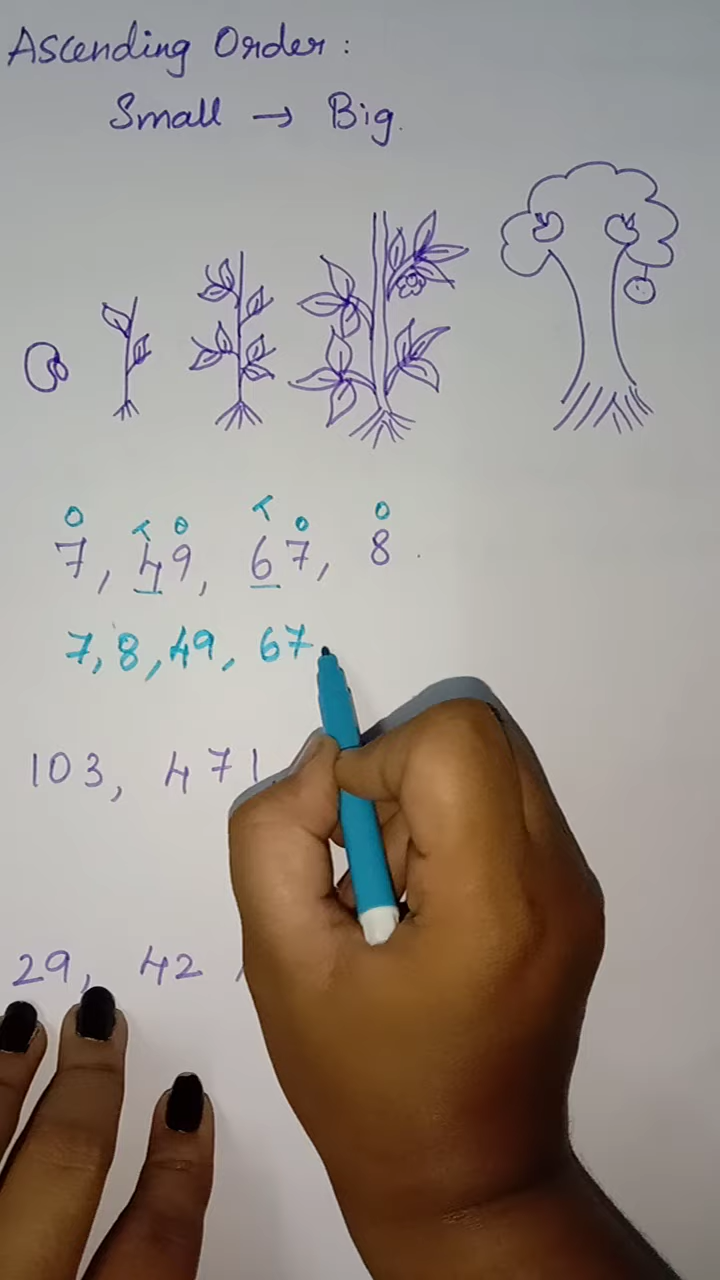 Ascending Order :
Small → Big.
O T O T O O
7, 49, 67, 8 .
7, 8, 49, 67
103, 471
29, 42